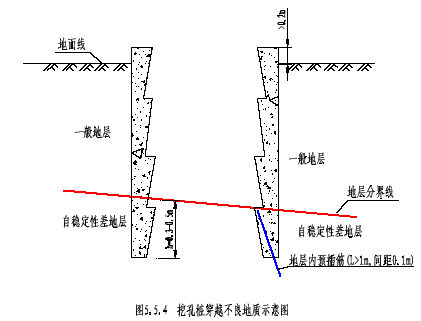 >0.2m
地面线
一般地层
一般地层
地层分界线
自稳定性差地层
h=0.3-0.5m
自稳定性差地层
地层内预插筋(L>1m,间距0.1m)
图5.5.4 挖孔桩穿越不良地质示意图